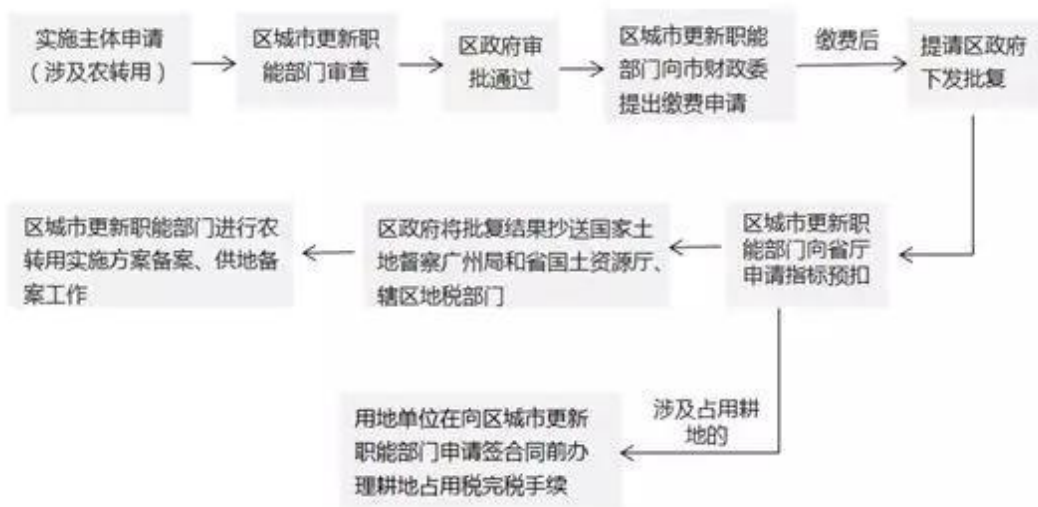 实施主体申请
（涉及农转用）
区城市更新职
能部门审查
区政府审
批通过
区城市更新职能
部门向市财政委
提出缴费申请
缴费后
提请区政府
下发批复
区城市更新职
能部门向省厅
申请指标预扣
区政府将批复结果抄送国家土
地督察广州局和省国土资源厅、
辖区地税部门
区城市更新职能部门进行农
转用实施方案备案、供地备
案工作
涉及占用耕
地的
用地单位在向区城市更新
职能部门申请签合同前办
理耕地占用税完税手续